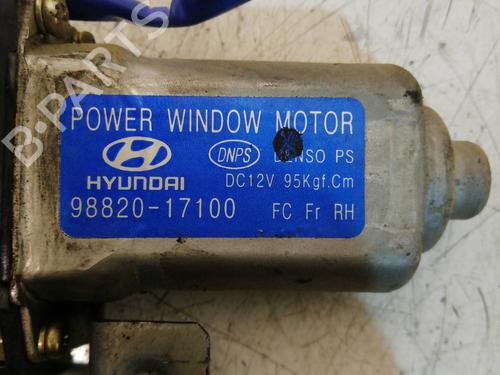 POWER WINDOW MOTOR
DNPS DENSO PS
HYUNDAI
DC12V 95Kgf.Cm
98820-17100 FC Fr RH
B-PARTS